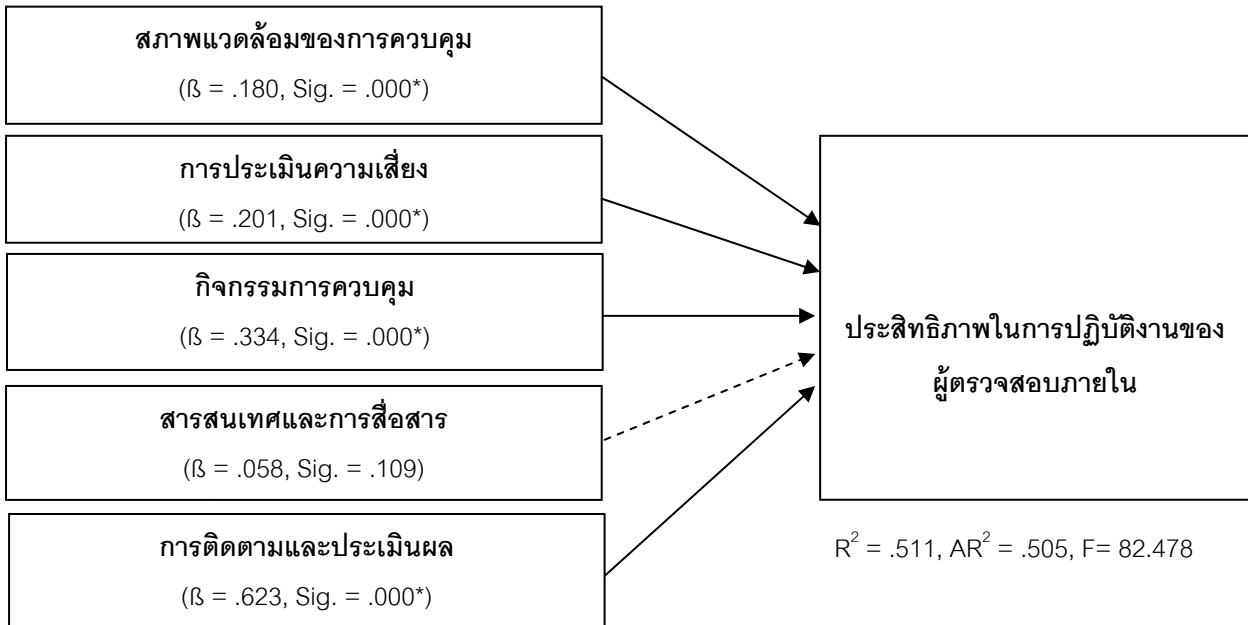 สภาพแวดล้อมของการควบคุม
(ß = .180, Sig. = .000*)
การประเมินความเสี่ยง
(ß = .201, Sig. = .000*)
กิจกรรมการควบคุม
(ß = .334, Sig. = .000*)
สารสนเทศและการสื่อสาร
(ß = .058, Sig. = .109)
การติดตามและประเมินผล
(ß = .623, Sig. = .000*)
ประสิทธิภาพในการปฏิบัติงานของ
ผู้ตรวจสอบภายใน
R² = .511, AR² = .505, F= 82.478